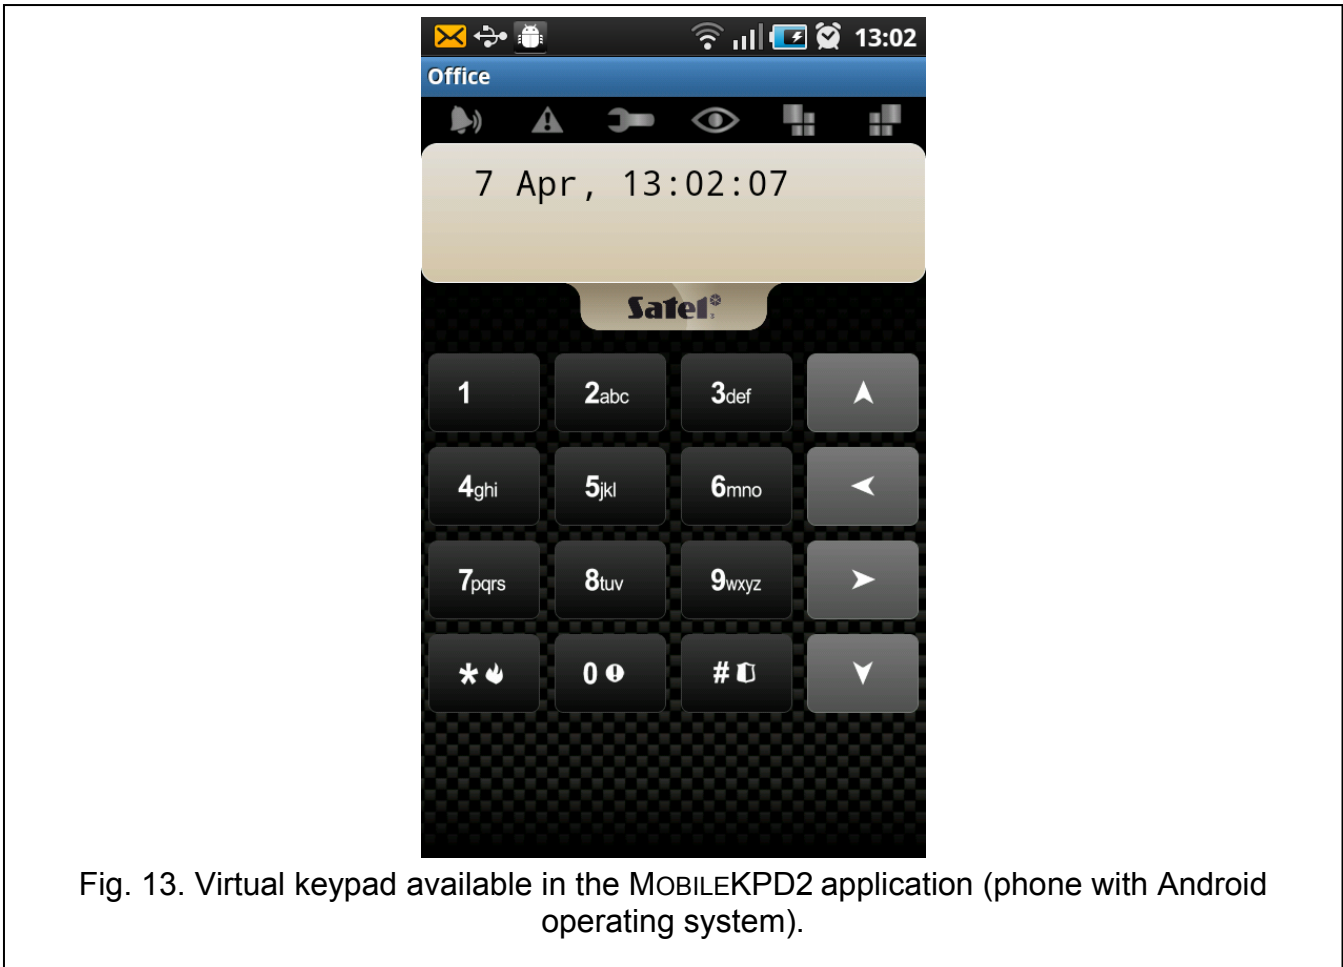 13:02
Office
7 Apr, 13:02:07
Satel
1 2abc 3def
4ghi 5jkl 6mno
7pqrs 8tuv 9wxyz
* 0 #
Fig. 13. Virtual keypad available in the MOBILEKPD2 application (phone with Android
operating system).